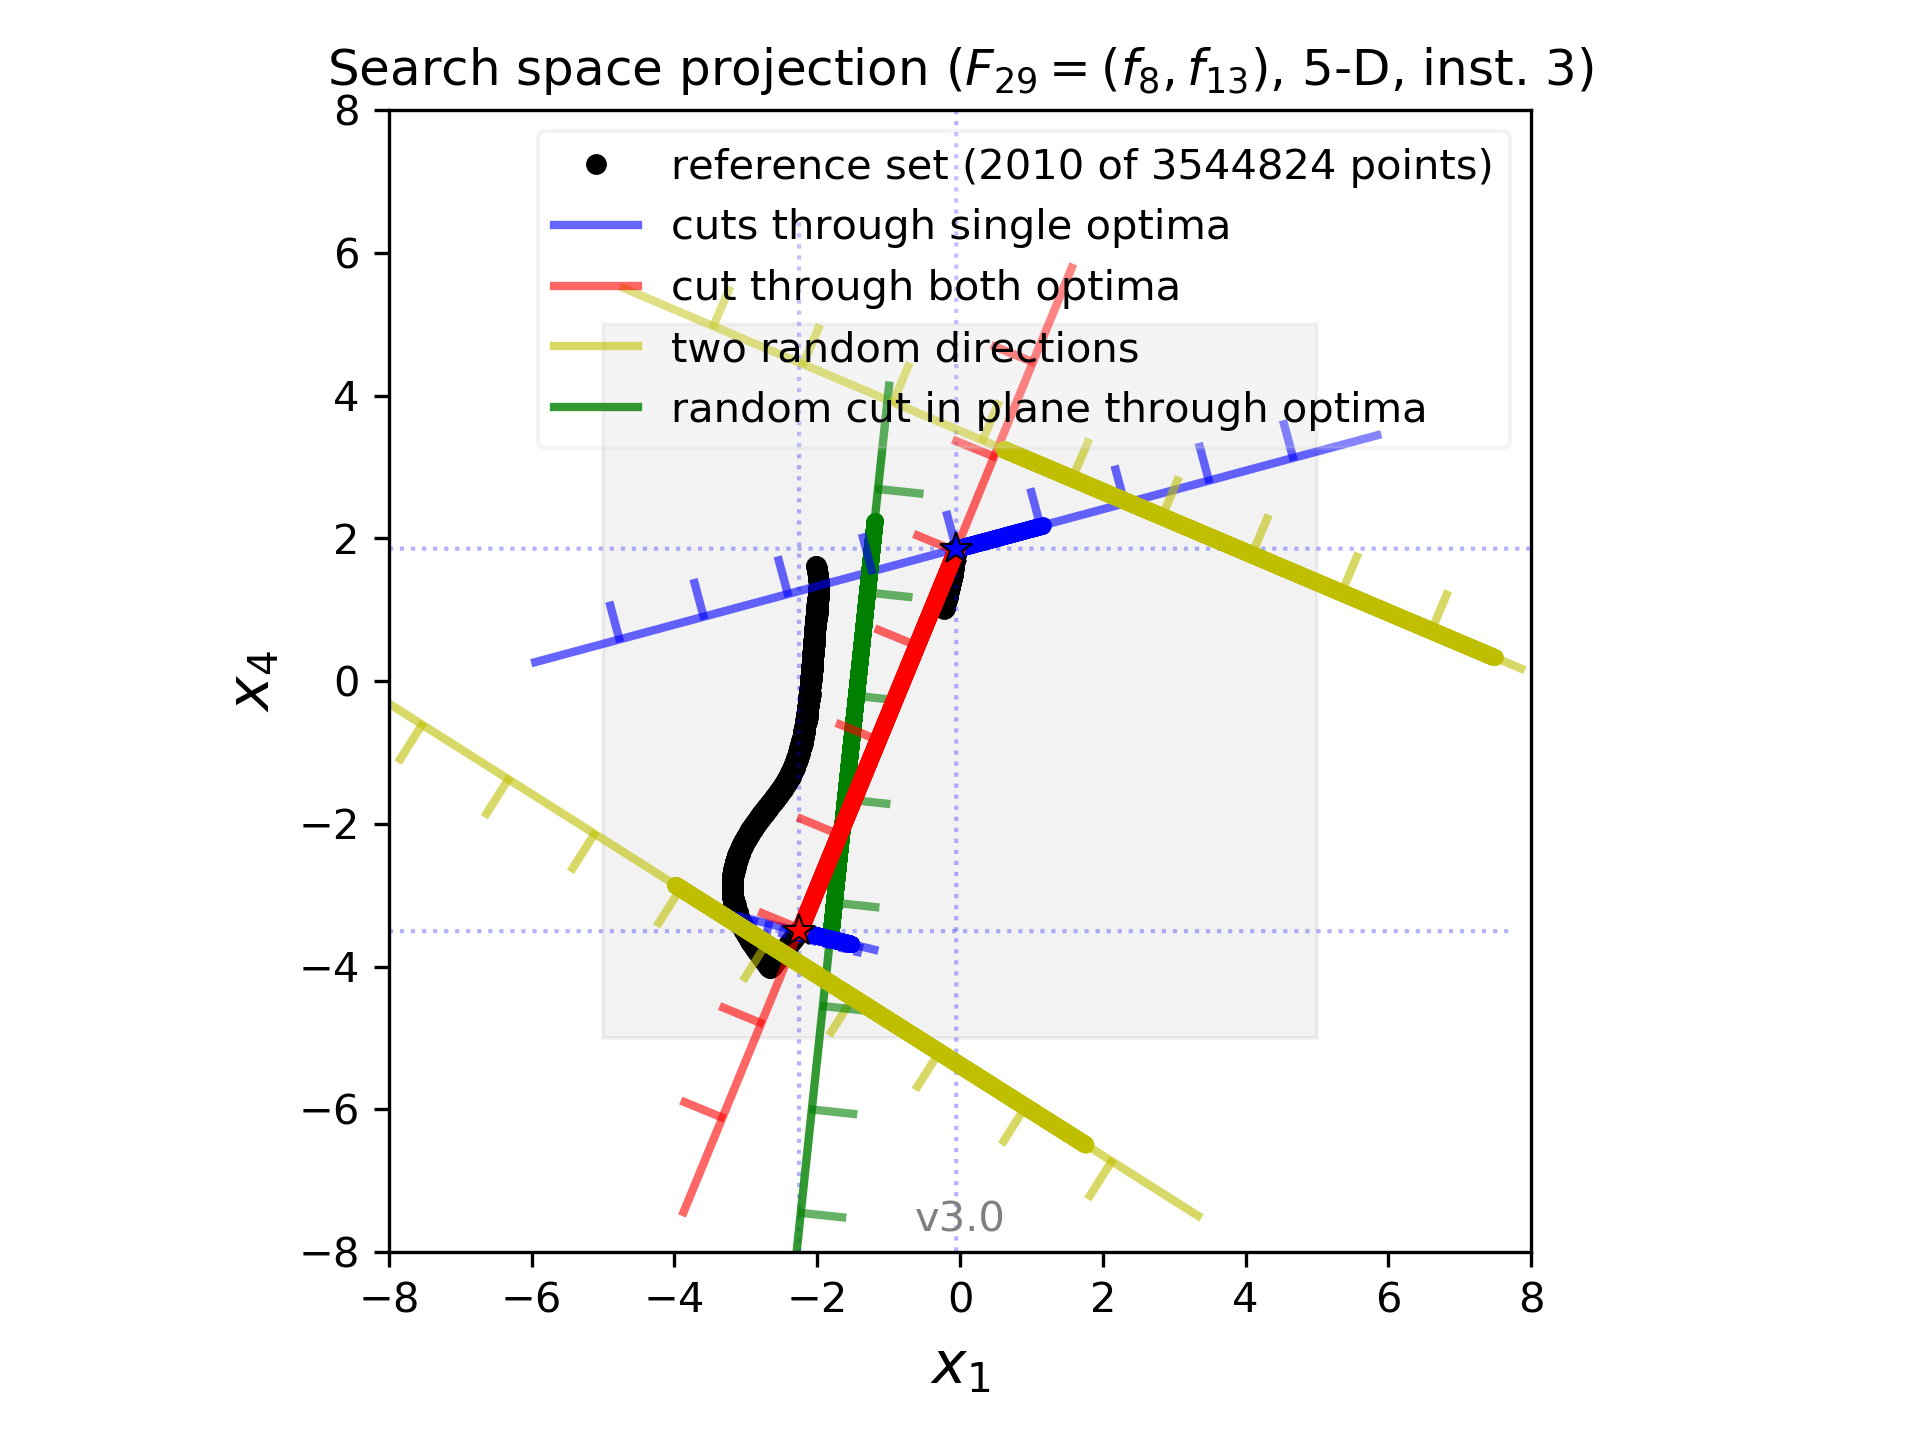 Search space projection (F29 = (f8, f13), 5-D, inst. 3)
8
6
4
2
0
−2
−4
−6
−8
x4
reference set (2010 of 3544824 points)
cuts through single optima
cut through both optima
two random directions
random cut in plane through optima
v3.0
−8 −6 −4 −2 0 2 4 6 8
x1